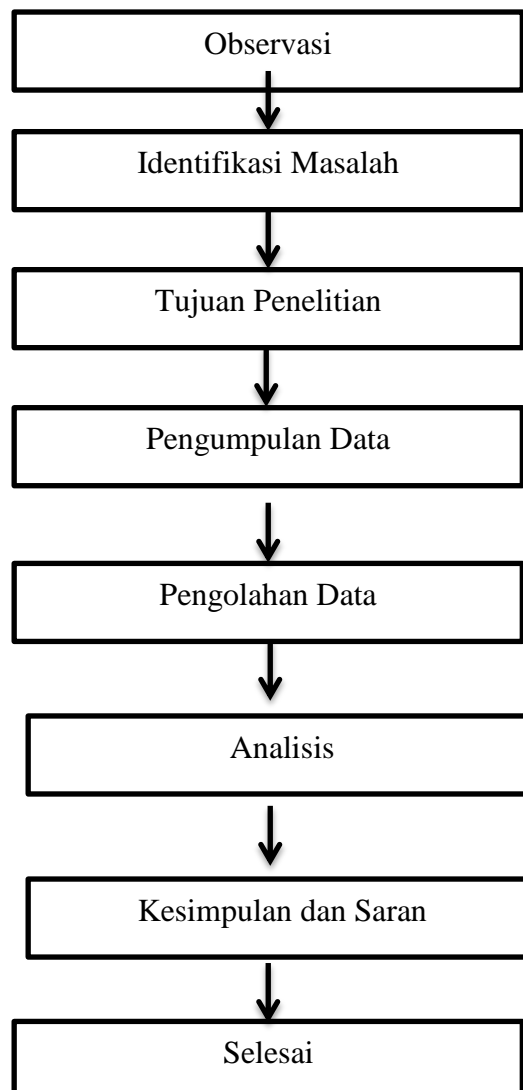 Observasi
Identifikasi Masalah
Tujuan Penelitian
Pengumpulan Data
Pengolahan Data
Analisis
Kesimpulan dan Saran
Selesai